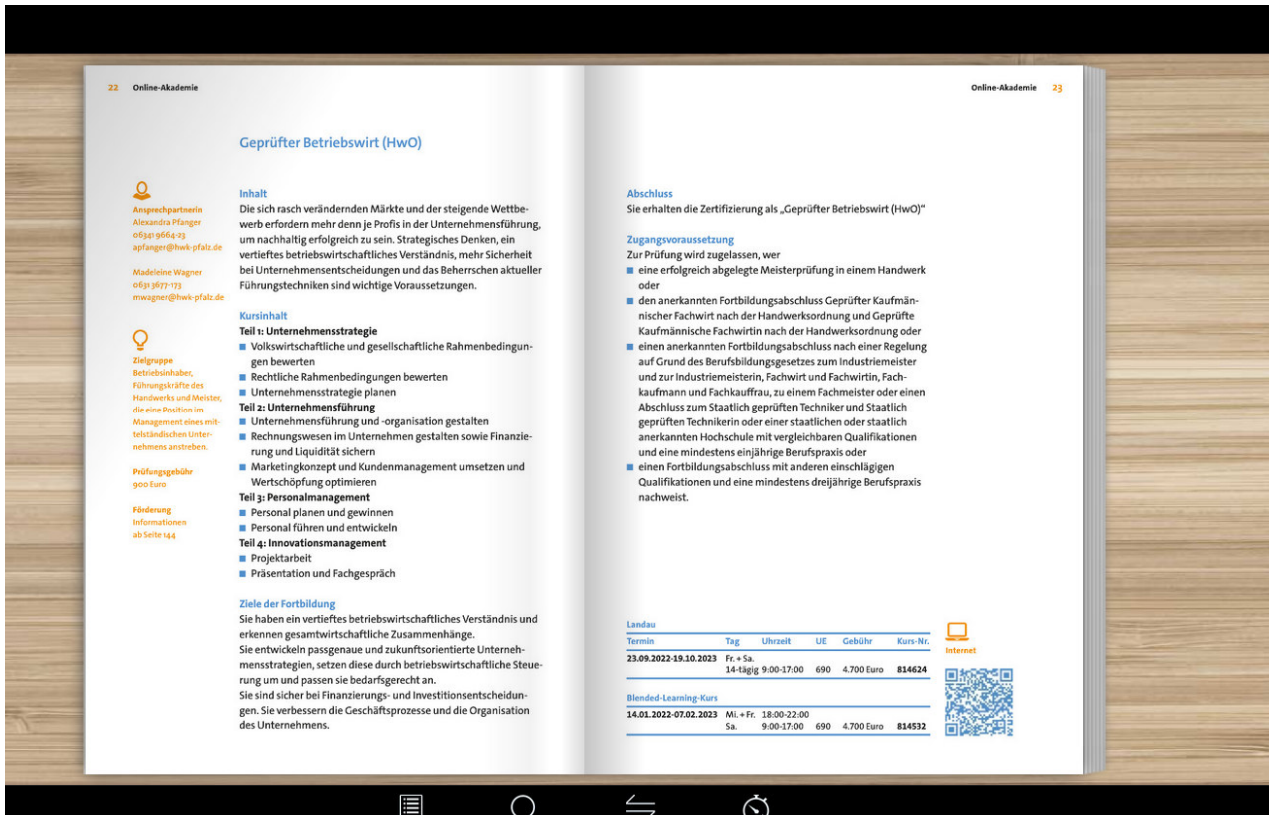 22 Online-Akademie
Geprüfter Betriebswirt (HwO)
Ansprechpartnerin
Alexandra Pfanger
06341 9664-23
apfanger@hwk-pfalz.de
Madeleine Wagner
0631 3677-173
mwagner@hwk-pfalz.de
Zielgruppe
Betriebsinhaber,
Führungskräfte des
Handwerks und Meister,
die eine Position im
Management eines mit-
telständischen Unter-
nehmens anstreben.
Prüfungsgebühr
900 Euro
Förderung
Informationen
ab Seite 144
Inhalt
Die sich rasch verändernden Märkte und der steigende Wettbe-
werb erfordern mehr denn je Profis in der Unternehmensführung,
um nachhaltig erfolgreich zu sein. Strategisches Denken, ein
vertieftes betriebswirtschaftliches Verständnis, mehr Sicherheit
bei Unternehmensentscheidungen und das Beherrschen aktueller
Führungstechniken sind wichtige Voraussetzungen.
Kursinhalt
Teil 1: Unternehmensstrategie
Volkswirtschaftliche und gesellschaftliche Rahmenbedingun-
gen bewerten
Rechtliche Rahmenbedingungen bewerten
Unternehmensstrategie planen
Teil 2: Unternehmensführung
Unternehmensführung und -organisation gestalten
Rechnungswesen im Unternehmen gestalten sowie Finanzie-
rung und Liquidität sichern
Marketingkonzept und Kundenmanagement umsetzen und
Wertschöpfung optimieren
Teil 3: Personalmanagement
Personal planen und gewinnen
Personal führen und entwickeln
Teil 4: Innovationsmanagement
Projektarbeit
Präsentation und Fachgespräch
Ziele der Fortbildung
Sie haben ein vertieftes betriebswirtschaftliches Verständnis und
erkennen gesamtwirtschaftliche Zusammenhänge.
Sie entwickeln passgenaue und zukunftsorientierte Unterneh-
mensstrategien, setzen diese durch betriebswirtschaftliche Steue-
rung um und passen sie bedarfsgerecht an.
Sie sind sicher bei Finanzierungs- und Investitionsentscheidun-
gen. Sie verbessern die Geschäftsprozesse und die Organisation
des Unternehmens.
Online-Akademie 23
Abschluss
Sie erhalten die Zertifizierung als „Geprüfter Betriebswirt (HwO)“
Zugangsvoraussetzung
Zur Prüfung wird zugelassen, wer
eine erfolgreich abgelegte Meisterprüfung in einem Handwerk
oder
den anerkannten Fortbildungsabschluss Geprüfter Kaufmän-
nischer Fachwirt nach der Handwerksordnung und Geprüfte
Kaufmännische Fachwirtin nach der Handwerksordnung oder
einen anerkannten Fortbildungsabschluss nach einer Regelung
auf Grund des Berufsbildungsgesetzes zum Industriemeister
und zur Industriemeisterin, Fachwirt und Fachwirtin, Fach-
kaufmann und Fachkauffrau, zu einem Fachmeister oder einen
Abschluss zum Staatlich geprüften Techniker und Staatlich
geprüften Technikerin oder einer staatlichen oder staatlich
anerkannten Hochschule mit vergleichbaren Qualifikationen
und eine mindestens einjährige Berufspraxis oder
einen Fortbildungsabschluss mit anderen einschlägigen
Qualifikationen und eine mindestens dreijährige Berufspraxis
nachweist.
Landau
Termin Tag Uhrzeit UE Gebühr Kurs-Nr.
23.09.2022-19.10.2023 Fr. + Sa.
14-tägig 9:00-17:00 690 4.700 Euro 814624
Blended-Learning-Kurs
14.01.2022-07.02.2023 Mi. + Fr. 18:00-22:00
Sa. 9:00-17:00 690 4.700 Euro 814532
Internet